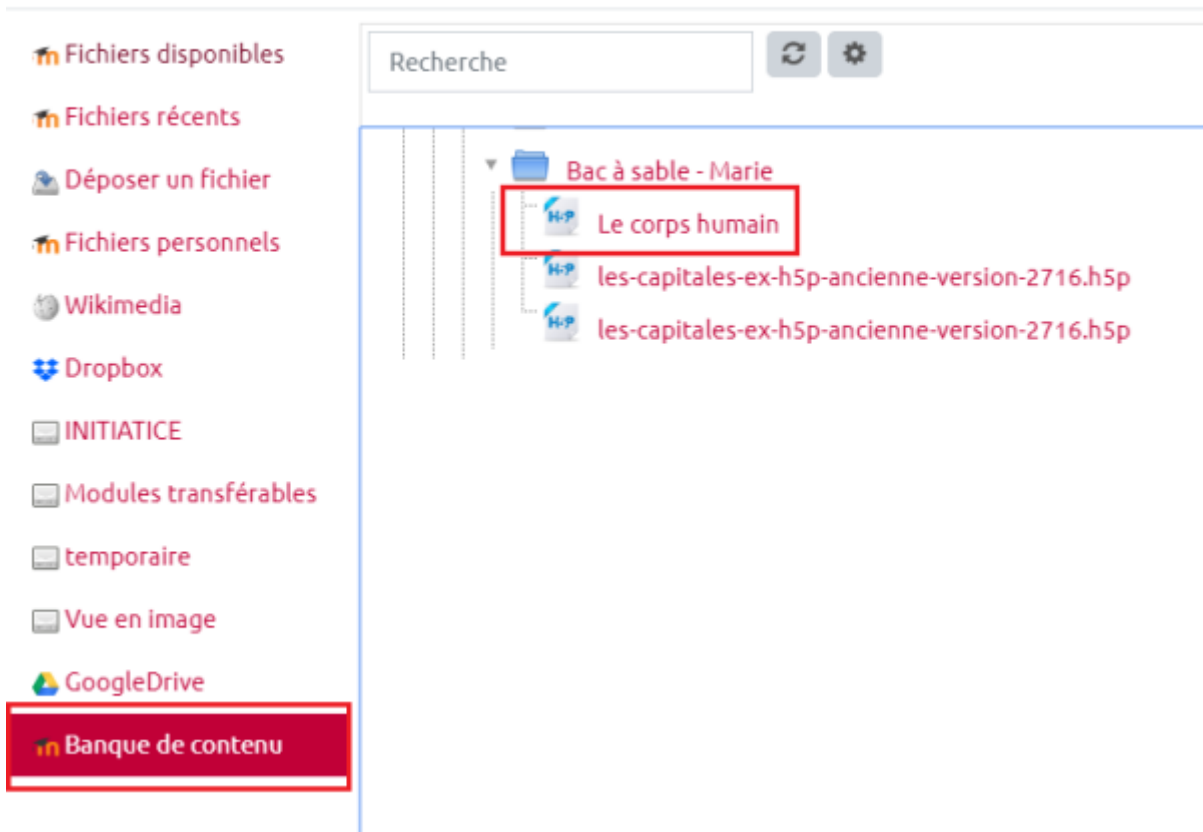 Fichiers disponibles
Fichiers récents
Déposer un fichier
Fichiers personnels
Wikimedia
Dropbox
INITIATICE
Modules transférables
temporaire
Vue en image
GoogleDrive
Banque de contenu
Recherche
Bac à sable - Marie
H-P Le corps humain
H-P les-capitales-ex-h5p-ancienne-version-2716.h5p
H-P les-capitales-ex-h5p-ancienne-version-2716.h5p